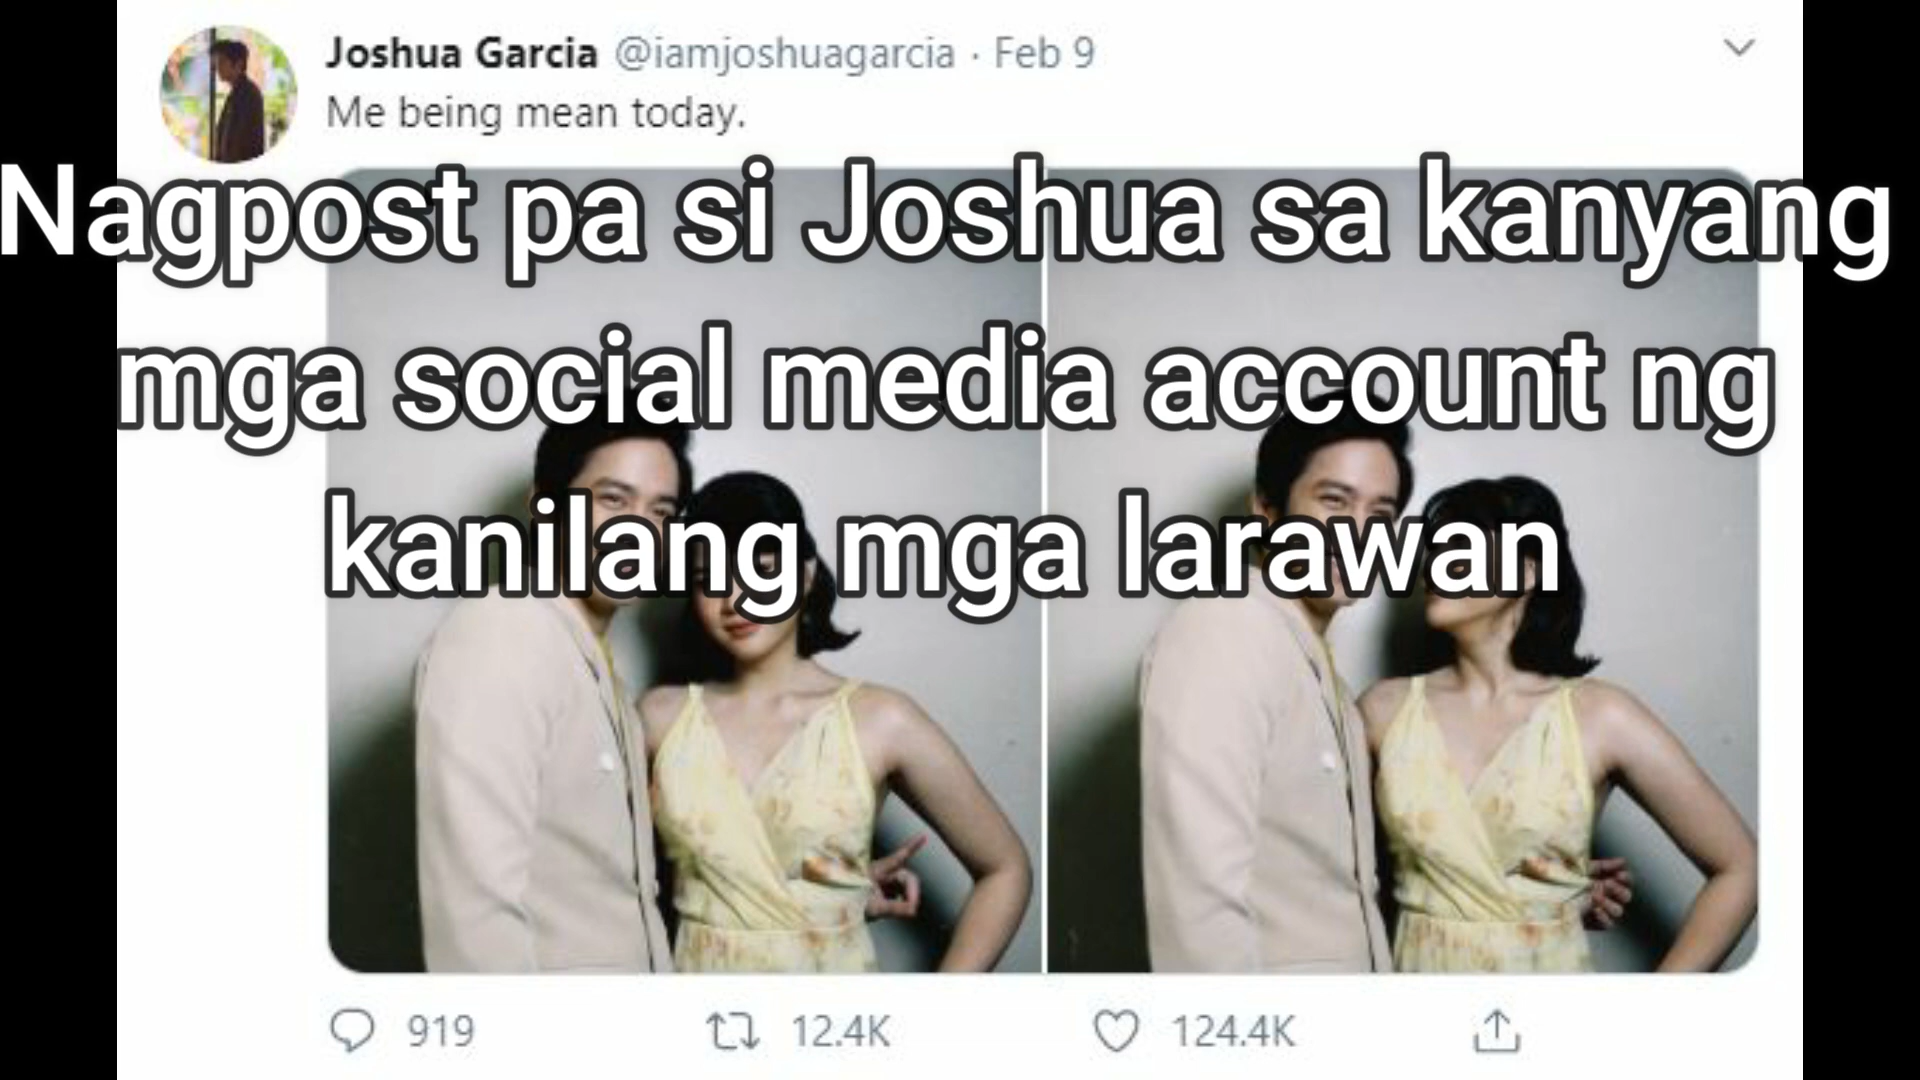 Joshua Garcia @iamjoshuagarcia · Feb 9
Me being mean today.
Nagpost pa si Joshua sa kanyang
mga social media account ng
kanilang mga larawan
919 12.4K 124.4K